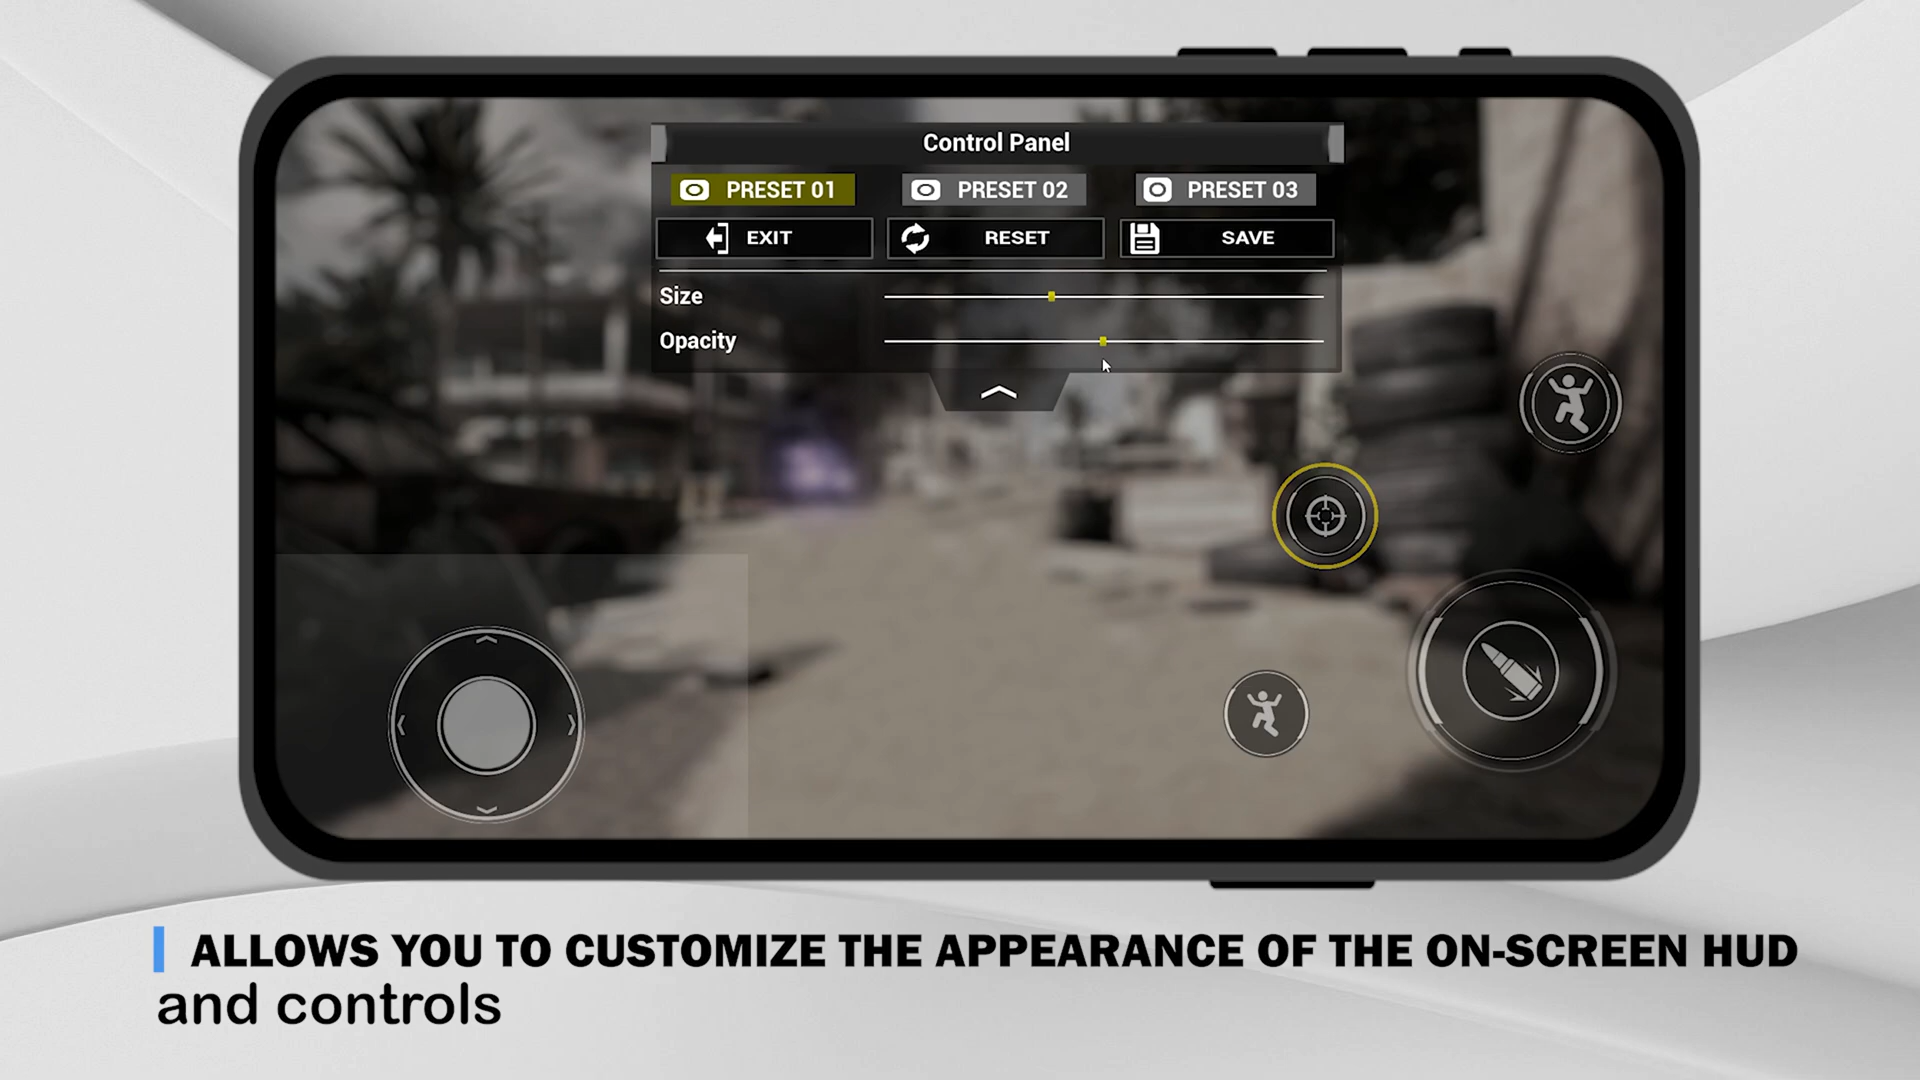 Control Panel
PRESET 01 PRESET 02 PRESET 03
EXIT RESET SAVE
Size
Opacity
ALLOWS YOU TO CUSTOMIZE THE APPEARANCE OF THE ON-SCREEN HUD
and controls